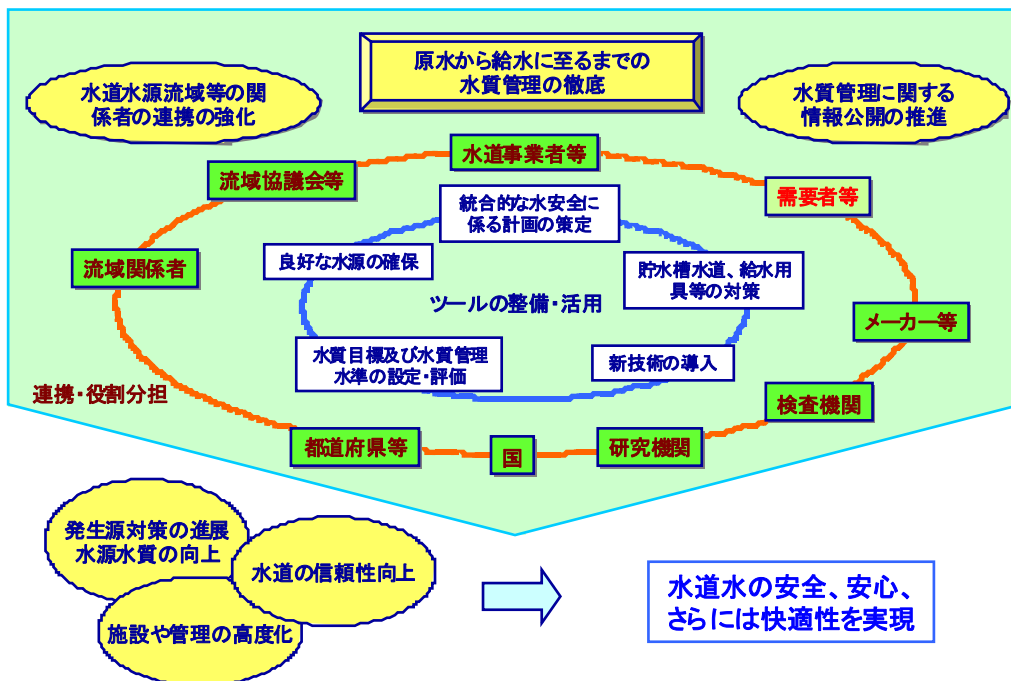 原水から給水に至るまでの
水質管理の徹底
水道水源流域等の関
係者の連携の強化
水質管理に関する
情報公開の推進
水道事業者等
流域協議会等
需要者等
統合的な水安全に
係る計画の策定
流域関係者
良好な水源の確保
貯水槽水道、給水用
具等の対策
ツールの整備・活用
メーカー等
水質目標及び水質管理
水準の設定・評価
新技術の導入
連携・役割分担
検査機関
都道府県等
国
研究機関
発生源対策の進展
水源水質の向上
水道の信頼性向上
施設や管理の高度化
水道水の安全、安心、
さらには快適性を実現